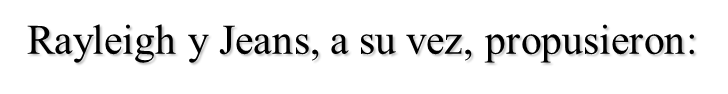 Rayleigh y Jeans, a su vez, propusieron: